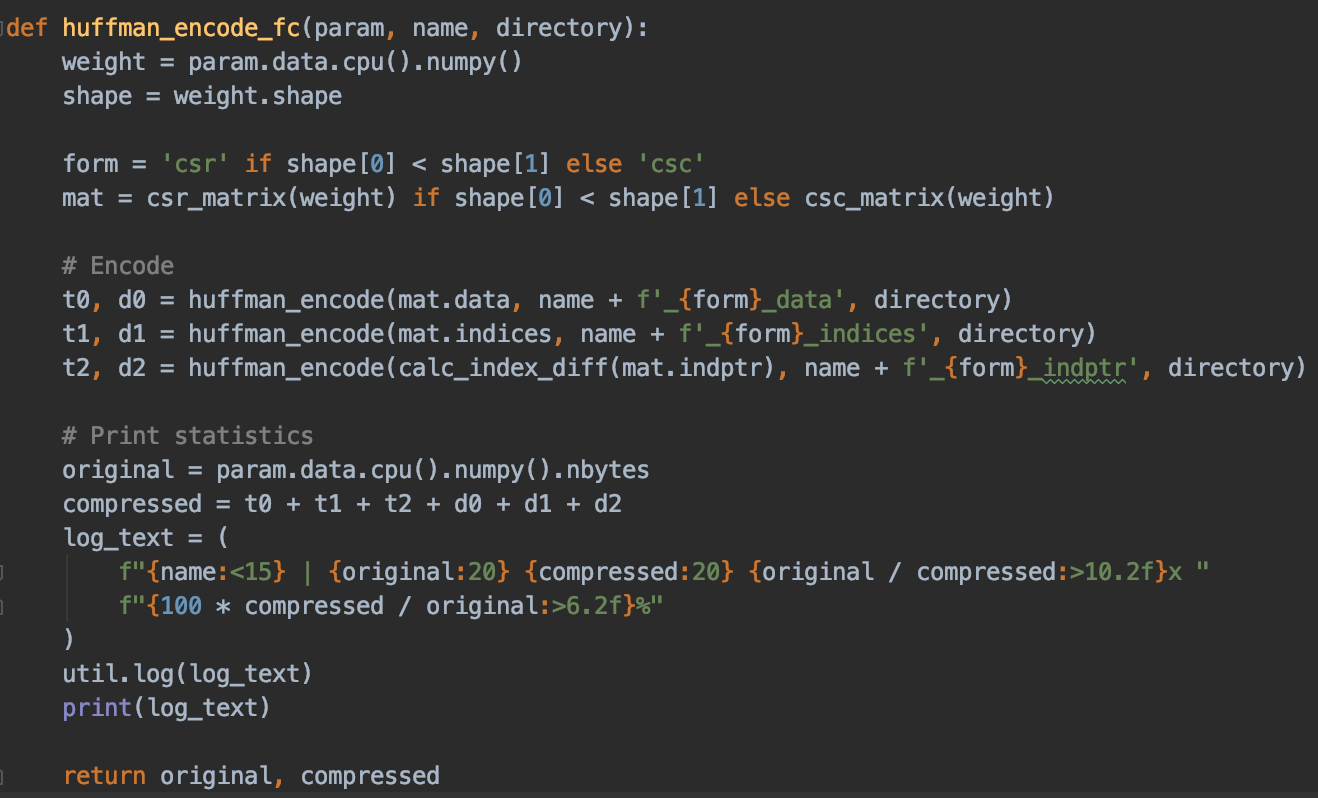 def huffman_encode_fc(param, name, directory):
    weight = param.data.cpu().numpy()
    shape = weight.shape

    form = 'csr' if shape[0] < shape[1] else 'csc'
    mat = csr_matrix(weight) if shape[0] < shape[1] else csc_matrix(weight)

    # Encode
    t0, d0 = huffman_encode(mat.data, name + f'_{form}_data', directory)
    t1, d1 = huffman_encode(mat.indices, name + f'_{form}_indices', directory)
    t2, d2 = huffman_encode(calc_index_diff(mat.indptr), name + f'_{form}_indptr', directory)

    # Print statistics
    original = param.data.cpu().numpy().nbytes
    compressed = t0 + t1 + t2 + d0 + d1 + d2
    log_text = (
        f"{name:<15} | {original:20} {compressed:20} {original / compressed:>10.2f}x "
        f"{100 * compressed / original:>6.2f}%"
    )
    util.log(log_text)
    print(log_text)

    return original, compressed